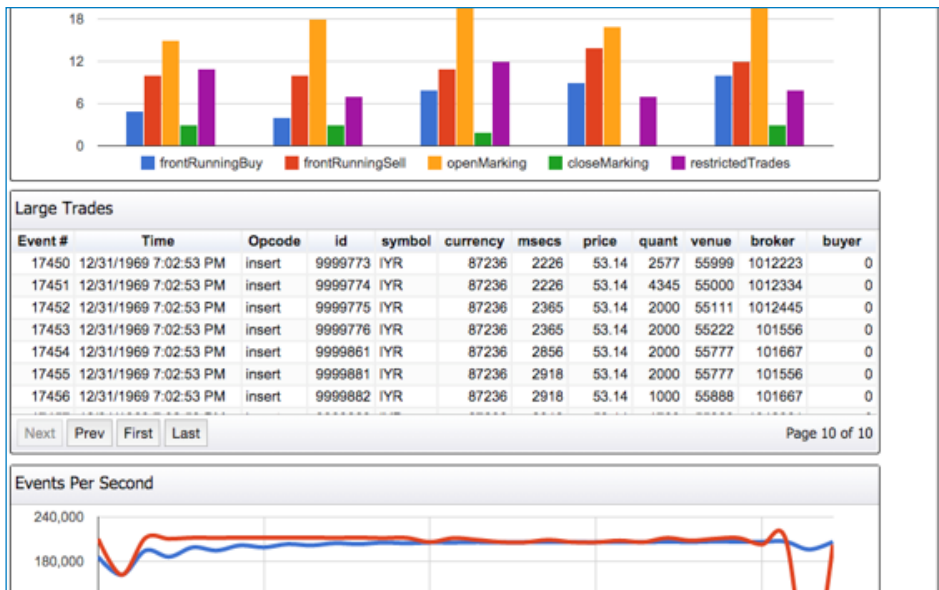 18
12
6
0
frontRunningBuy frontRunningSell openMarking closeMarking restrictedTrades
Large Trades
Event # Time Opcode id symbol currency msecs price quant venue broker buyer
17450 12/31/1969 7:02:53 PM insert 9999773 IYR 87236 2226 53.14 2577 55999 1012223 0
17451 12/31/1969 7:02:53 PM insert 9999774 IYR 87236 2226 53.14 4345 55000 1012334 0
17452 12/31/1969 7:02:53 PM insert 9999775 IYR 87236 2365 53.14 2000 55111 1012445 0
17453 12/31/1969 7:02:53 PM insert 9999776 IYR 87236 2365 53.14 2000 55222 101556 0
17454 12/31/1969 7:02:53 PM insert 9999861 IYR 87236 2856 53.14 2000 55777 101667 0
17455 12/31/1969 7:02:53 PM insert 9999881 IYR 87236 2918 53.14 2000 55777 101556 0
17456 12/31/1969 7:02:53 PM insert 9999882 IYR 87236 2918 53.14 1000 55888 101667 0
Next Prev First Last Page 10 of 10
Events Per Second
240,000
180,000